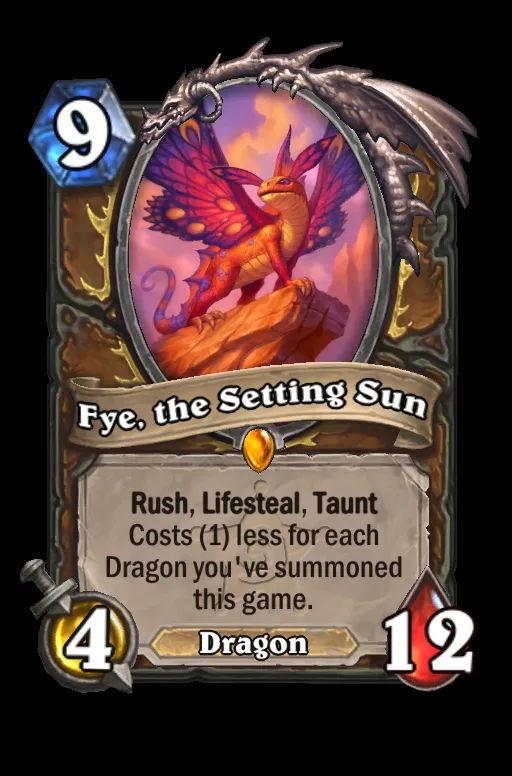 9
Fye, the Setting Sun
Rush, Lifesteal, Taunt
Costs (1) less for each
Dragon you've summoned
this game.
4
Dragon
12